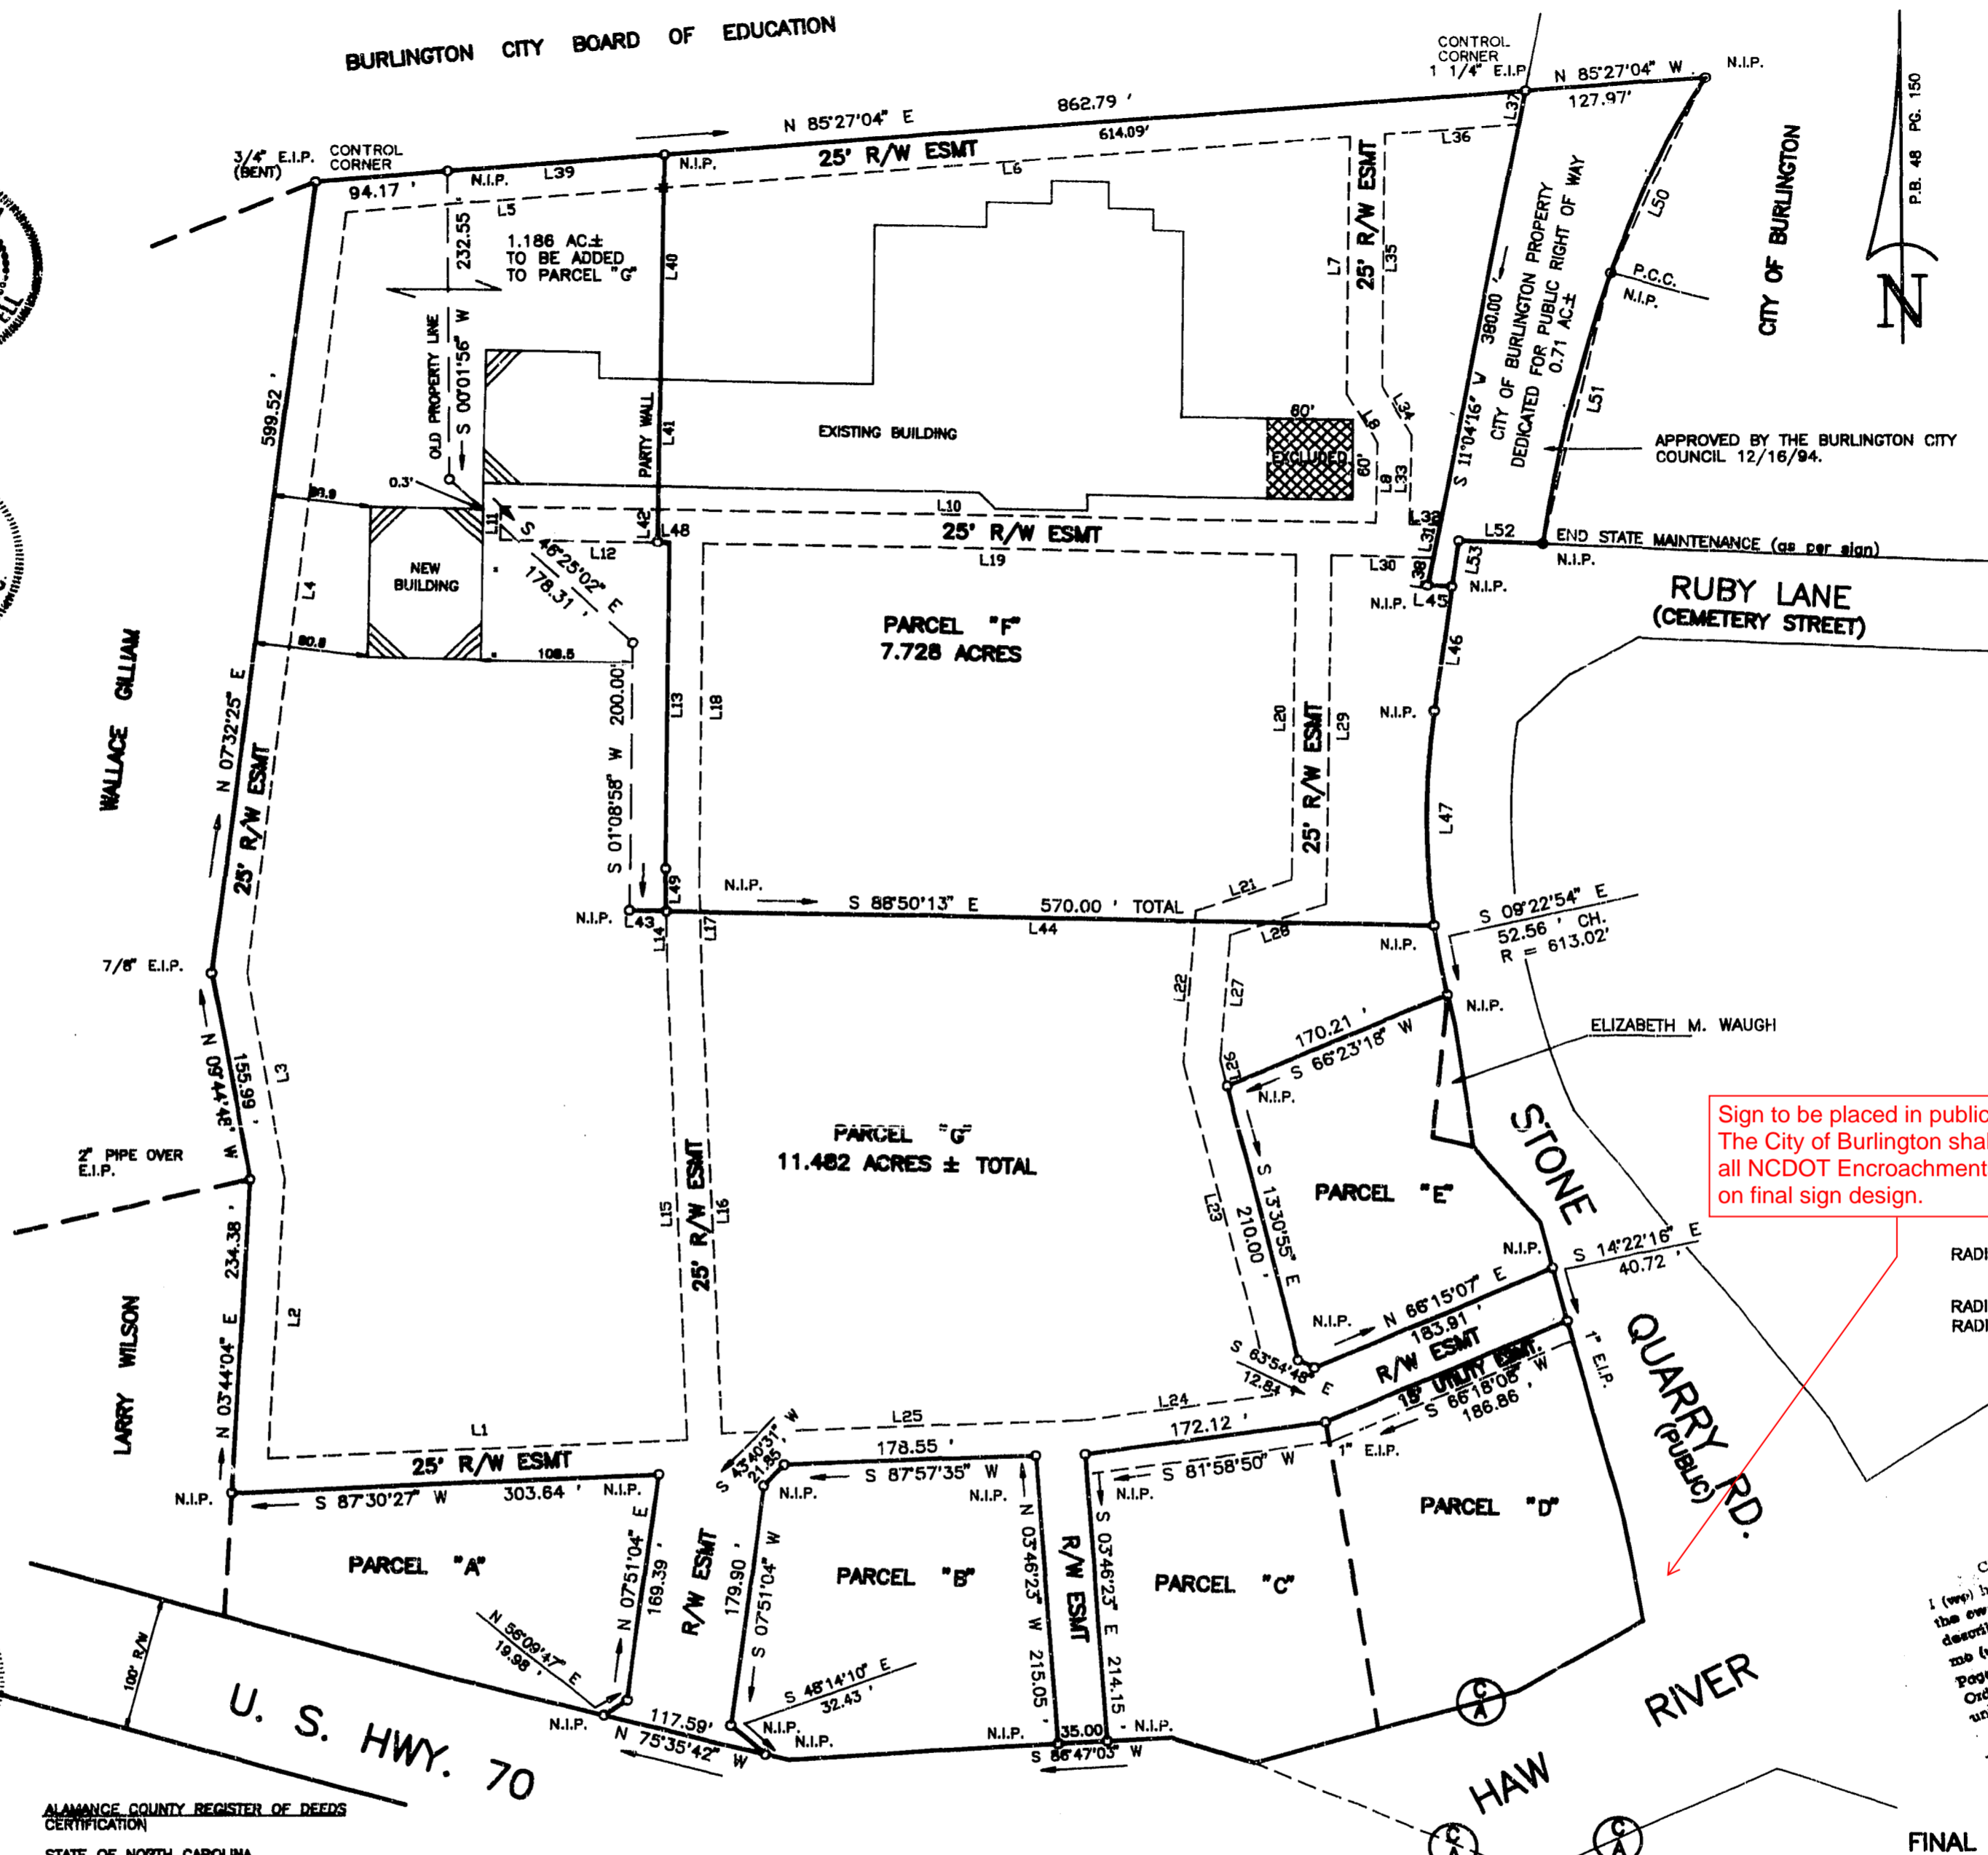 BURLINGTON CITY BOARD OF EDUCATION
CONTROL
CORNER
1 1/4" E.I.P.
N 85°27'04" W
127.97'
N.I.P.
862.79 '
N 85°27'04" E
614.09'
25' R/W ESMT
L6
L36
L37
P.B. 48 PG. 150
N
CITY OF BURLINGTON
3/4" E.I.P.
(BENT)
CONTROL
CORNER
94.17 '
N.I.P.
L39
N.I.P.
L5
232.55 '
1.186 AC.±
TO BE ADDED
TO PARCEL "G"
L40
L7
25' R/W ESMT
L35
380.00 '
S 11°04'16" W
CITY OF BURLINGTON PROPERTY
DEDICATED FOR PUBLIC RIGHT OF WAY
0.71 AC.±
L50
P.C.C.
N.I.P.
L51
OLD PROPERTY LINE
S 00°01'56" W
PARTY WALL
L41
EXISTING BUILDING
60'
EXCLUDED
60'
L8
L34
L9
L33
APPROVED BY THE BURLINGTON CITY
COUNCIL 12/16/94.
599.52 '
0.3'
L11
L42
L48
L10
25' R/W ESMT
L32
L31
L12
L19
L30
L38
L52
L53
END STATE MAINTENANCE (as per sign)
N.I.P.
S 46°25'02" E
178.31 '
NEW
BUILDING
L4
N.I.P.
L45
N.I.P.
RUBY LANE
(CEMETERY STREET)
PARCEL "F"
7.728 ACRES
80.8
108.5
L46
WALLACE GILLIAM
N 07°32'25" E
25' R/W ESMT
S 01°08'58" W
200.00'
L13
L18
L20
L29
25' R/W ESMT
N.I.P.
L47
L21
N.I.P.
L49
N.I.P.
L43
L14
L17
S 88°50'13" E
570.00 ' TOTAL
L44
L28
N.I.P.
S 09°22'54" E
52.56 ' CH.
R = 613.02'
7/8" E.I.P.
L22
L27
N.I.P.
170.21 '
S 66°23'18" W
L26
N.I.P.
ELIZABETH M. WAUGH
N 09°44'48" W
155.99 '
L3
PARCEL "G"
11.482 ACRES ± TOTAL
2" PIPE OVER
E.I.P.
L15
25' R/W ESMT
L16
L23
S 13°30'55" E
210.00 '
PARCEL "E"
STONE
QUARRY RD.
(PUBLIC)
Sign to be placed in public
The City of Burlington shal
all NCDOT Encroachment
on final sign design.
234.38 '
N 03°44'04" E
L2
LARRY WILSON
N.I.P.
S 14°22'16" E
40.72 '
RADI
RADI
RADI
N.I.P.
N 66°15'07" E
183.91 '
R/W ESMT
15' UTILITY ESMT.
S 66°18'08" W
186.86 '
1" E.I.P.
S 63°54'48" E
12.84
L24
172.12 '
S 81°58'50" W
1" E.I.P.
L1
25' R/W ESMT
N.I.P.
S 87°30'27" W
303.64 '
N.I.P.
S 43°40'31" W
21.85 '
L25
178.55 '
S 87°57'35" W
N.I.P.
N.I.P.
N.I.P.
PARCEL "A"
N 07°51'04" E
169.39 '
R/W ESMT
179.90 '
S 07°51'04" W
PARCEL "B"
N 03°46'23" W
215.05 '
R/W ESMT
S 03°46'23" E
214.15 '
PARCEL "C"
PARCEL "D"
100' R/W
N 56°09'47" E
19.98 '
N.I.P.
117.59'
N 75°35'42" W
S 48°14'10" E
32.43 '
N.I.P.
N.I.P.
N.I.P.
35.00
N.I.P.
S 86°47'03" W
U. S. HWY. 70
HAW RIVER
C
A
C
A
C
A
I (we)
the ow
Page
ALAMANCE COUNTY REGISTER OF DEEDS
CERTIFICATION
STATE OF NORTH CAROLINA
FINAL